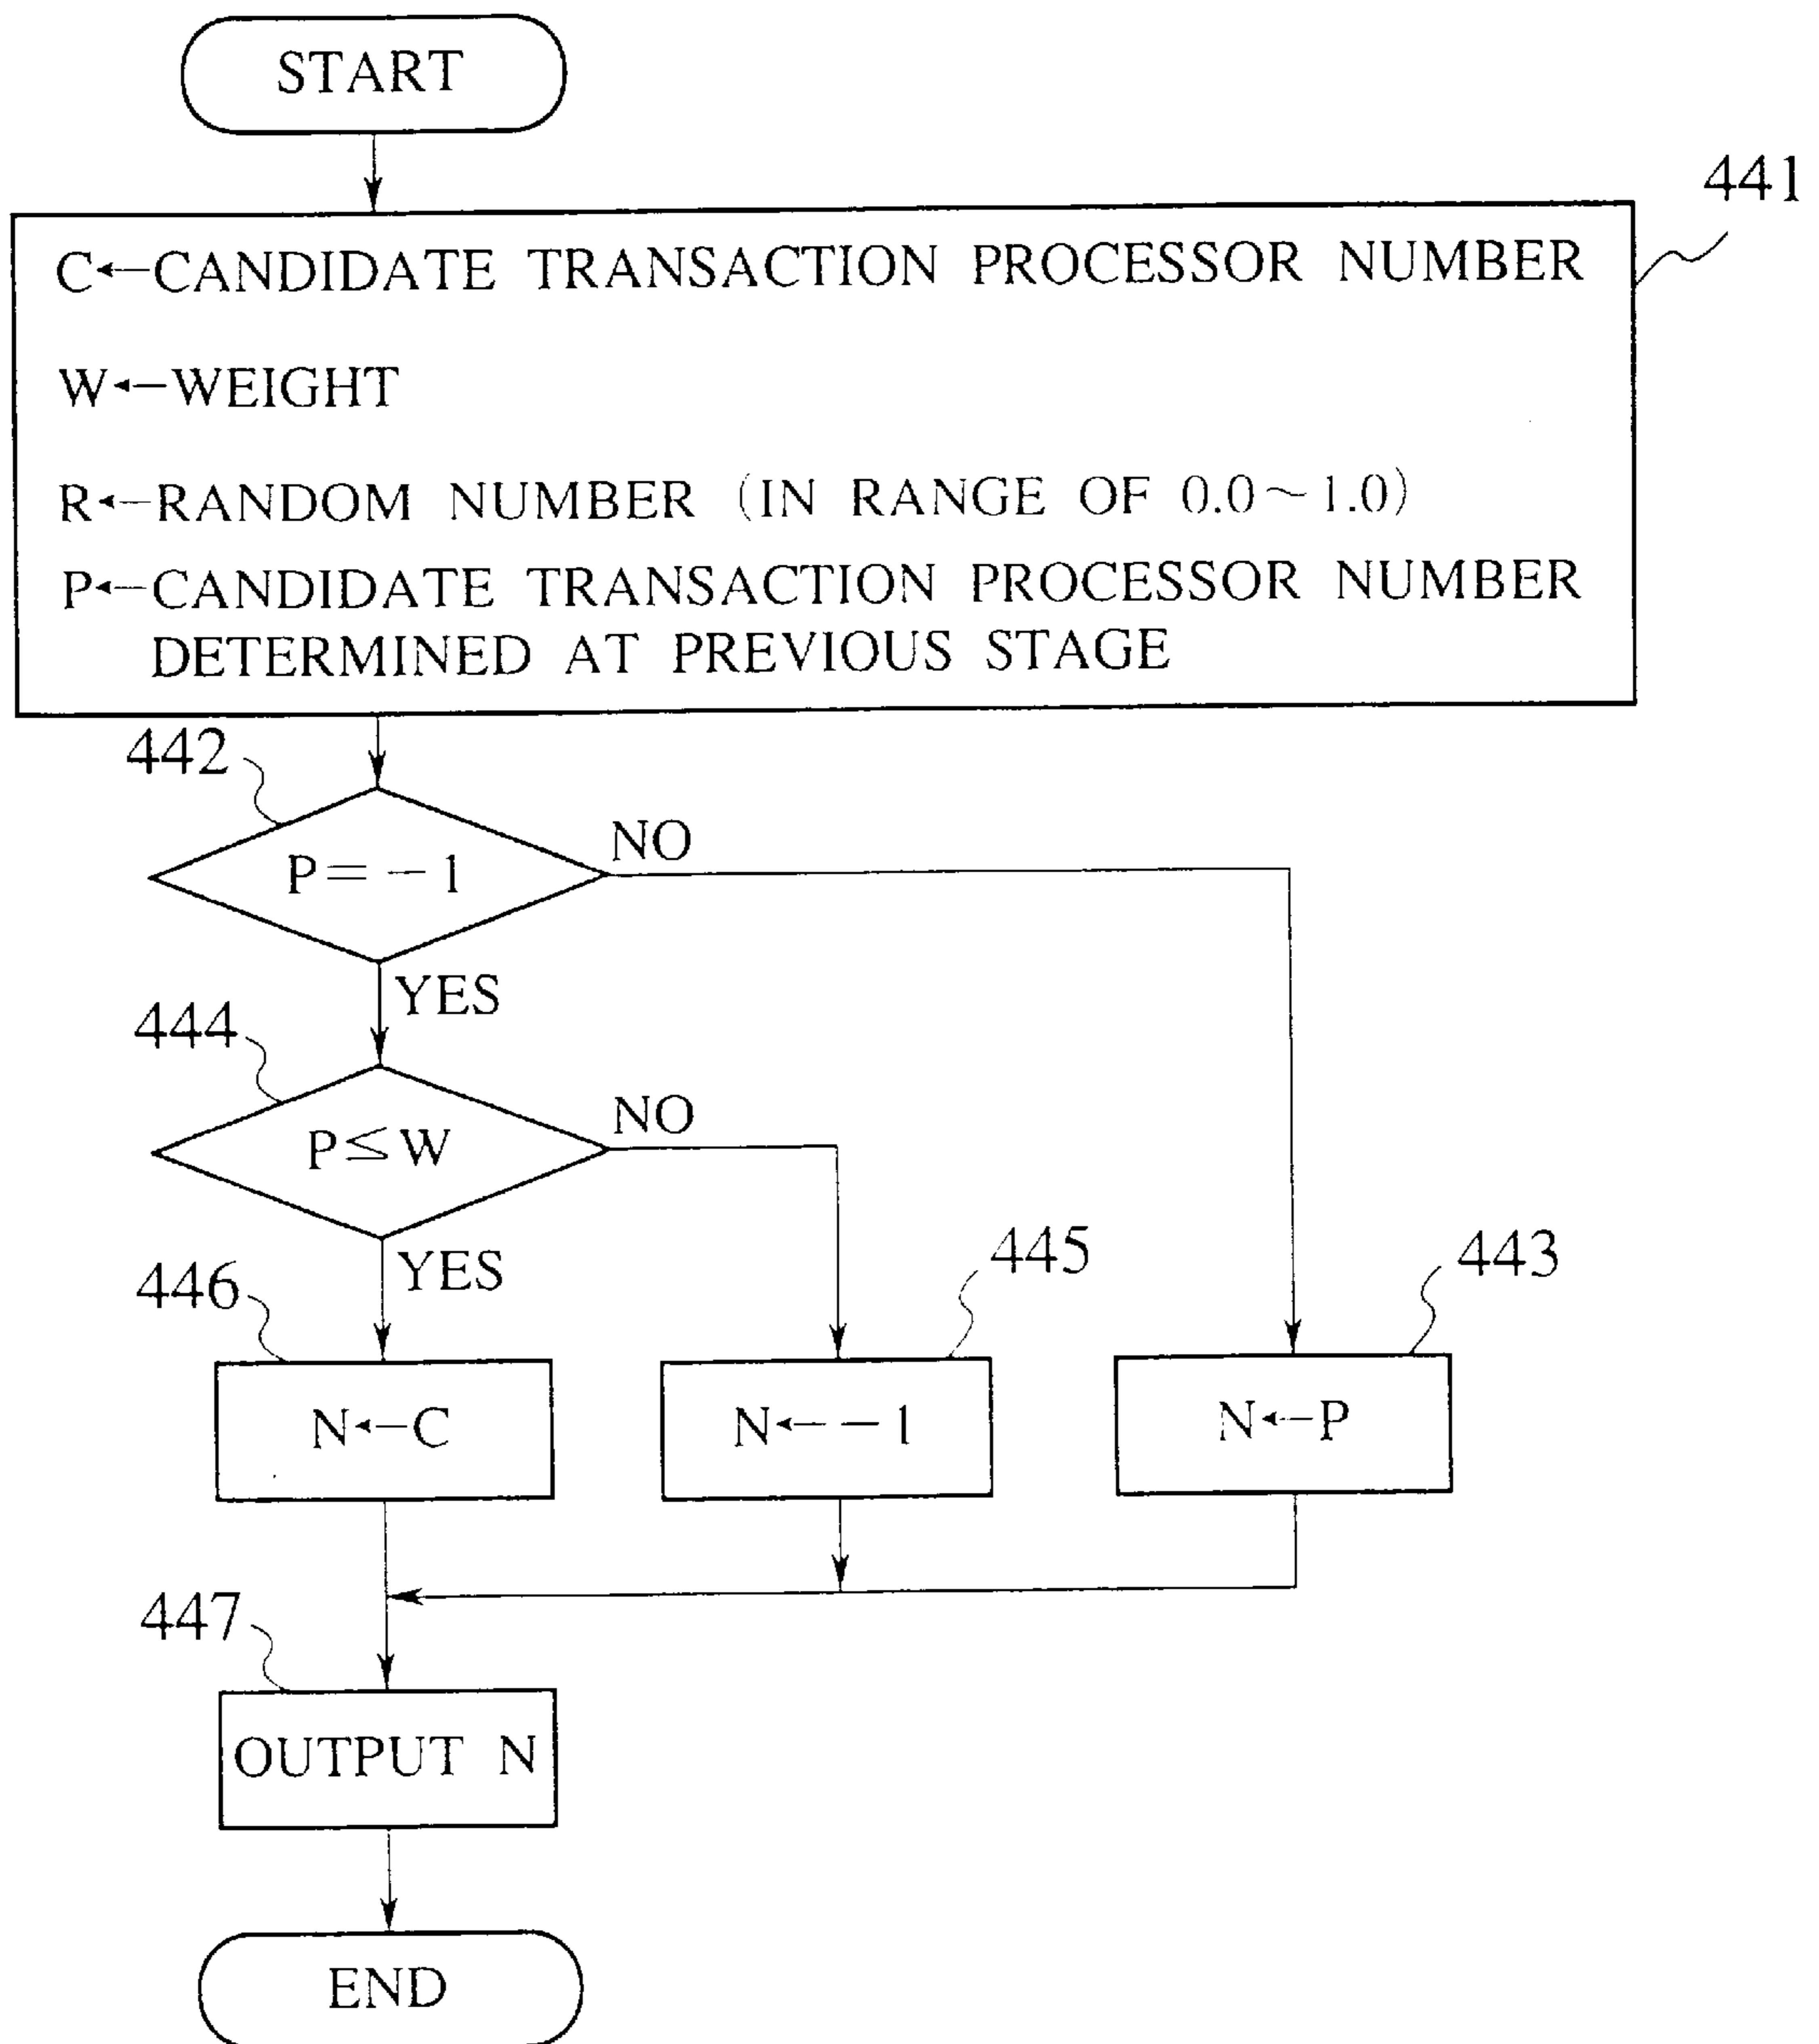 START
441
C←CANDIDATE TRANSACTION PROCESSOR NUMBER
W←WEIGHT
R←RANDOM NUMBER (IN RANGE OF 0.0~1.0)
P←CANDIDATE TRANSACTION PROCESSOR NUMBER
DETERMINED AT PREVIOUS STAGE
442
P=-1
NO
YES
444
P≤W
NO
YES
446
445
443
N←C
N←-1
N←P
447
OUTPUT N
END